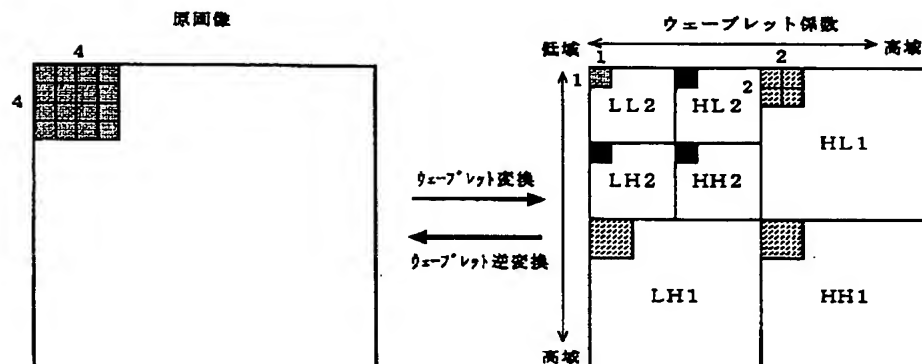 原画像
4
4
ウェーブレット変換
ウェーブレット逆変換
ウェーブレット係数
低域
高域
1
2
1
2
LL2
HL2
HL1
LH2
HH2
LH1
HH1
高域